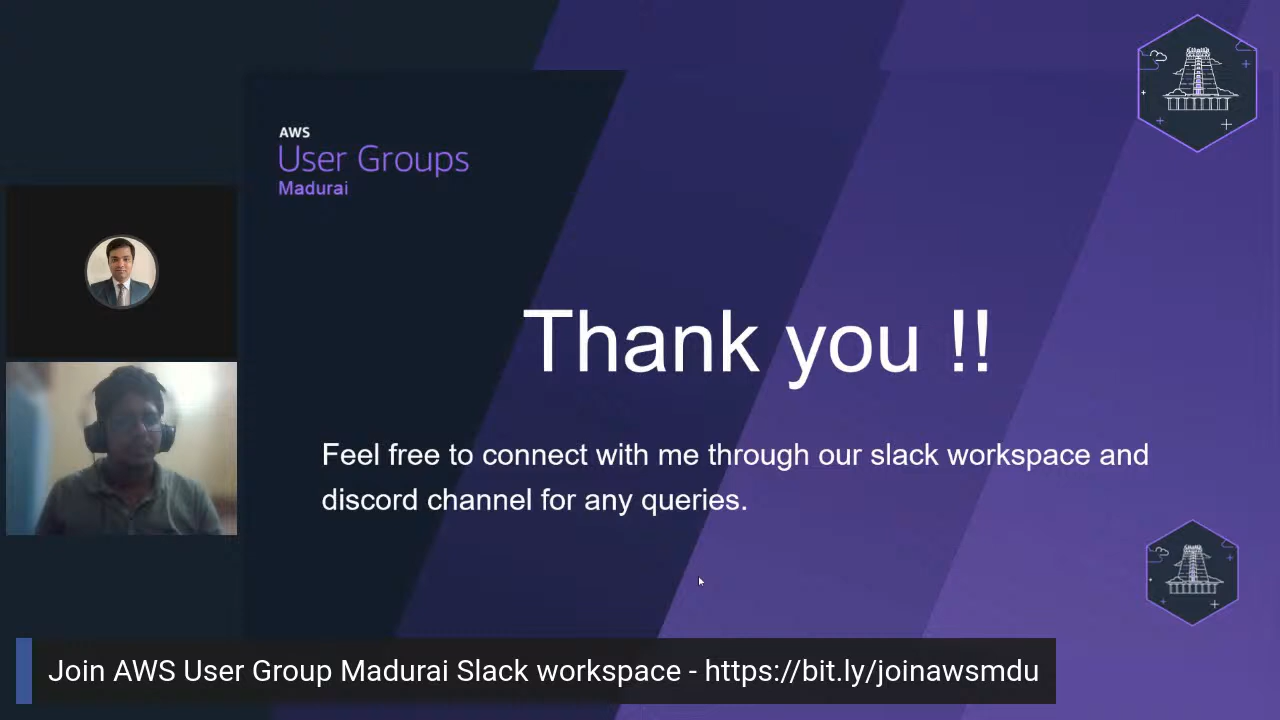 AWS
User Groups
Madurai
Thank you !!
Feel free to connect with me through our slack workspace and
discord channel for any queries.
Join AWS User Group Madurai Slack workspace - https://bit.ly/joinawsmdu